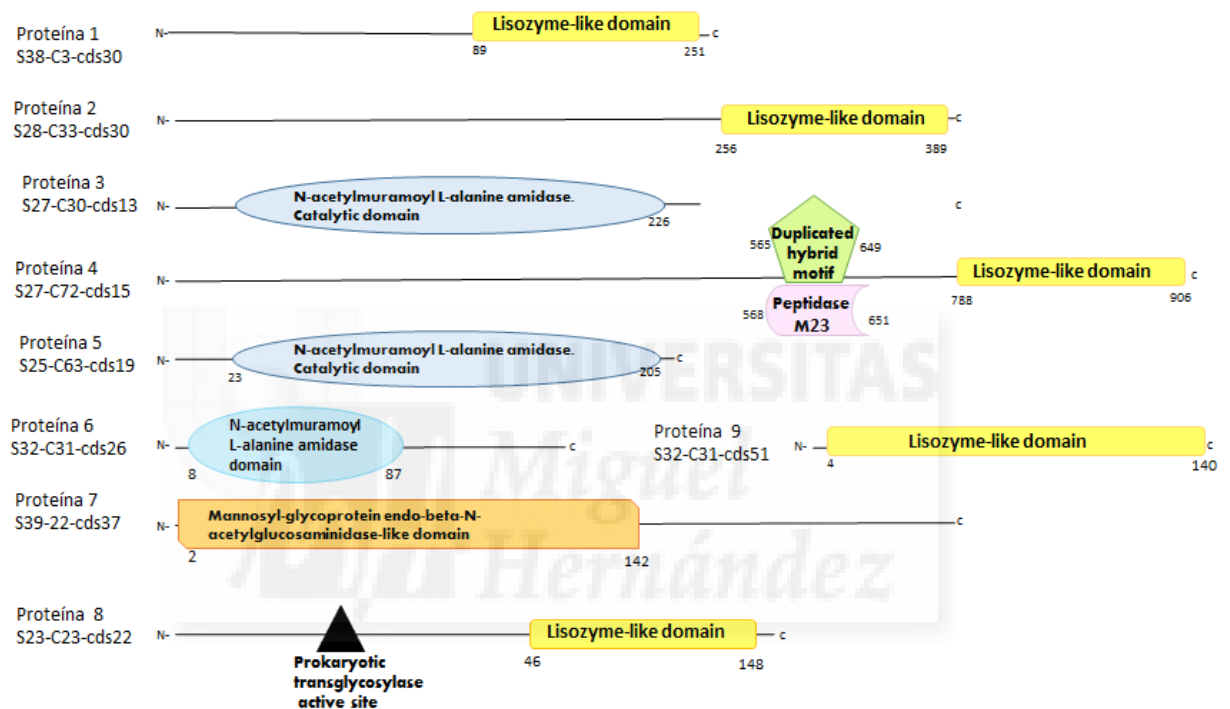 Proteína 1
S38-C3-cds30
N-
Lisozyme-like domain
89
251
c
Proteína 2
S28-C33-cds30
N-
Lisozyme-like domain
256
389
c
Proteína 3
S27-C30-cds13
N-
N-acetylmuramoyl L-alanine amidase.
Catalytic domain
226
c
Proteína 4
S27-C72-cds15
N-
565
Duplicated
hybrid
motif
649
568
Peptidase
M23
651
Lisozyme-like domain
788
906
c
Proteína 5
S25-C63-cds19
N-
N-acetylmuramoyl L-alanine amidase.
Catalytic domain
23
205
c
Proteína 6
S32-C31-cds26
N-
N-acetylmuramoyl
L-alanine amidase
domain
8
87
c
Proteína 9
S32-C31-cds51
N-
Lisozyme-like domain
4
140
c
Proteína 7
S39-22-cds37
N-
Mannosyl-glycoprotein endo-beta-N-
acetylglucosaminidase-like domain
2
142
c
Proteína 8
S23-C23-cds22
N-
Prokaryotic
transglycosylase
active site
Lisozyme-like domain
46
148
c
UNIVERSITAS
Miguel
Hernández